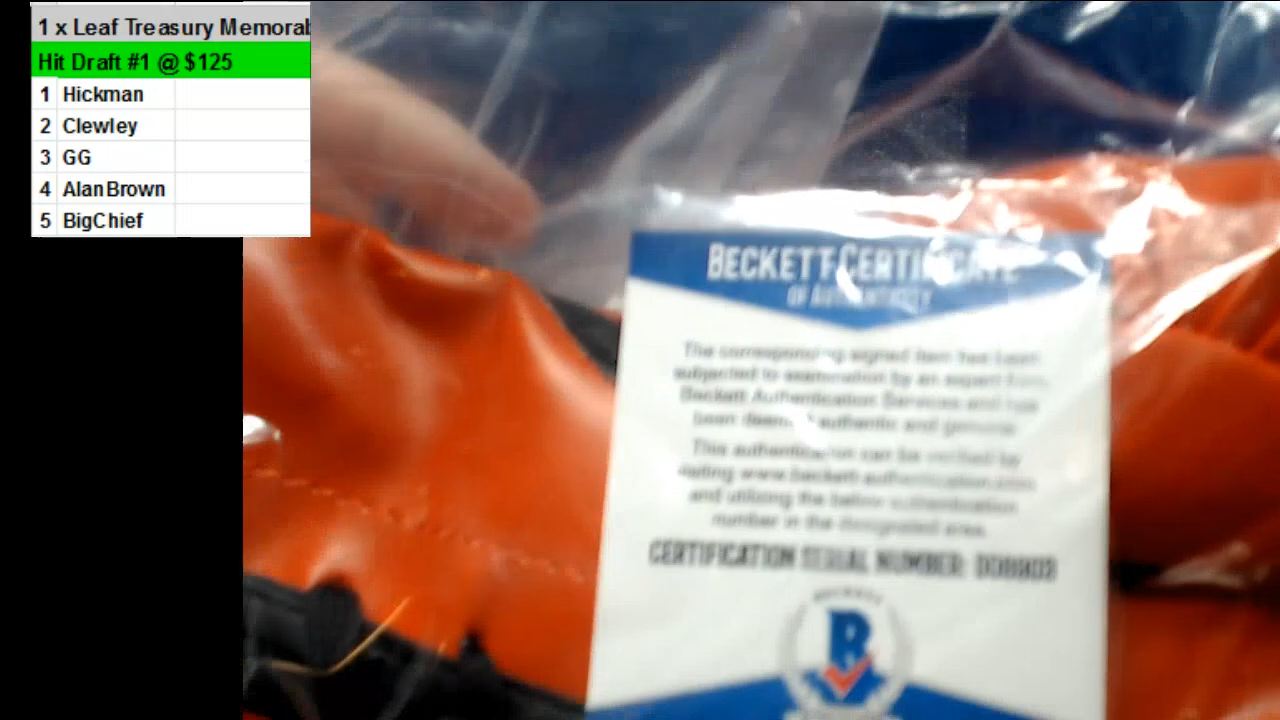 1 x Leaf Treasury Memorab
Hit Draft #1 @ $125
1 Hickman
2 Clewley
3 GG
4 AlanBrown
5 BigChief
BECKETT CERTIFICATE
OF AUTHENTICITY
The corresponding signed item has been
subjected to examination by an expert from
Beckett Authentication Services and has
been deemed authentic and genuine.
This authentication can be verified by
visiting www.beckett-authentication.com
and utilizing the below authentication
number in the designated area.
CERTIFICATION SERIAL NUMBER:
BECKETT
B